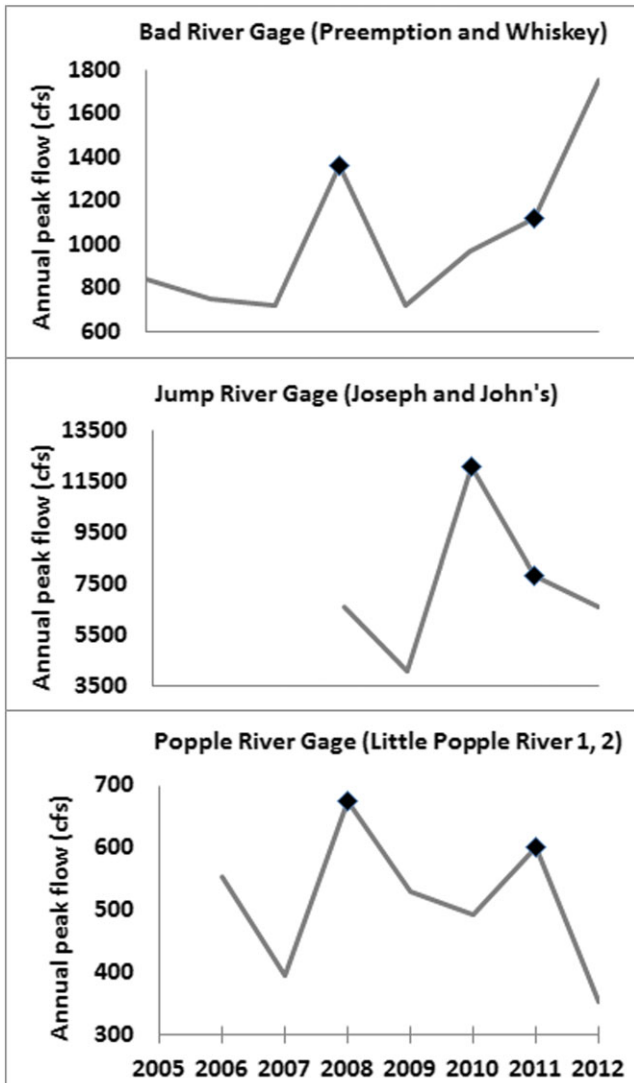 Bad River Gage (Preemption and Whiskey)
Annual peak flow (cfs)
1800
1600
1400
1200
1000
800
600
Jump River Gage (Joseph and John's)
Annual peak flow (cfs)
13500
11500
9500
7500
5500
3500
Popple River Gage (Little Popple River 1, 2)
Annual peak flow (cfs)
700
600
500
400
300
2005 2006 2007 2008 2009 2010 2011 2012